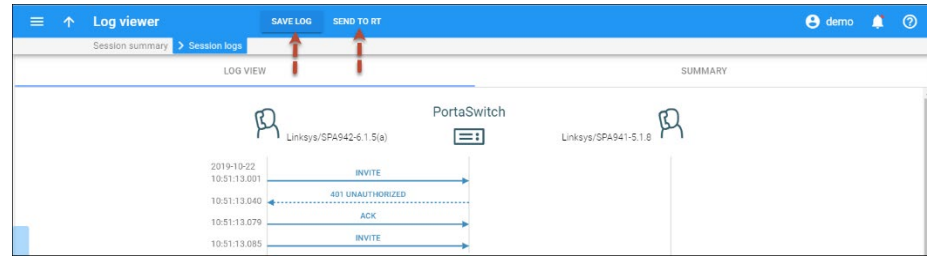 Log viewer SAVE LOG SEND TO RT demo
Session summary Session logs
LOG VIEW SUMMARY
PortaSwitch
Linksys/SPA942-6.1.5(a) Linksys/SPA941-5.1.8
2019-10-22
10:51:13.001 INVITE
10:51:13.040 401 UNAUTHORIZED
10:51:13.079 ACK
10:51:13.085 INVITE